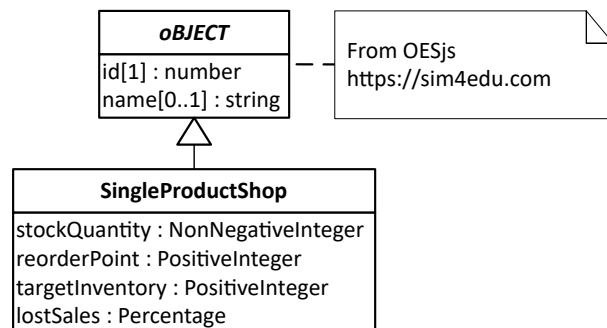 oBJECT
id[1] : number
name[0..1] : string
From OESjs
https://sim4edu.com
SingleProductShop
stockQuantity : NonNegativeInteger
reorderPoint : PositiveInteger
targetInventory : PositiveInteger
lostSales : Percentage